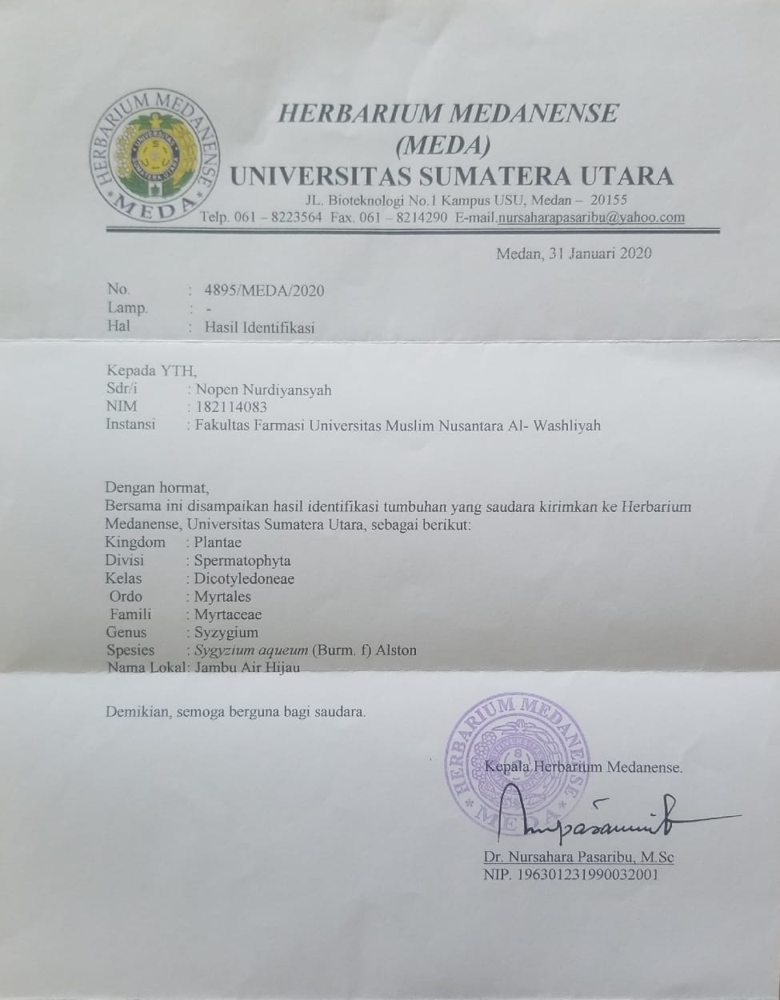 HERBARIUM MEDANENSE
MEDA
UNIVERSITAS SUMATERA UTARA
HERBARIUM MEDANENSE
(MEDA)
UNIVERSITAS SUMATERA UTARA
JL. Bioteknologi No.1 Kampus USU, Medan – 20155
Telp. 061 – 8223564 Fax. 061 – 8214290 E-mail.nursaharapasaribu@yahoo.com
Medan, 31 Januari 2020
No. : 4895/MEDA/2020
Lamp. : -
Hal : Hasil Identifikasi
Kepada YTH,
Sdr/i : Nopen Nurdiyansyah
NIM : 182114083
Instansi : Fakultas Farmasi Universitas Muslim Nusantara Al- Washliyah
Dengan hormat,
Bersama ini disampaikan hasil identifikasi tumbuhan yang saudara kirimkan ke Herbarium
Medanense, Universitas Sumatera Utara, sebagai berikut:
Kingdom : Plantae
Divisi : Spermatophyta
Kelas : Dicotyledoneae
Ordo : Myrtales
Famili : Myrtaceae
Genus : Syzygium
Spesies : Sygyzium aqueum (Burm. f) Alston
Nama Lokal: Jambu Air Hijau
Demikian, semoga berguna bagi saudara.
HERBARIUM MEDANENSE
MEDA
Kepala Herbarium Medanense.
Dr. Nursahara Pasaribu, M.Sc
NIP. 196301231990032001